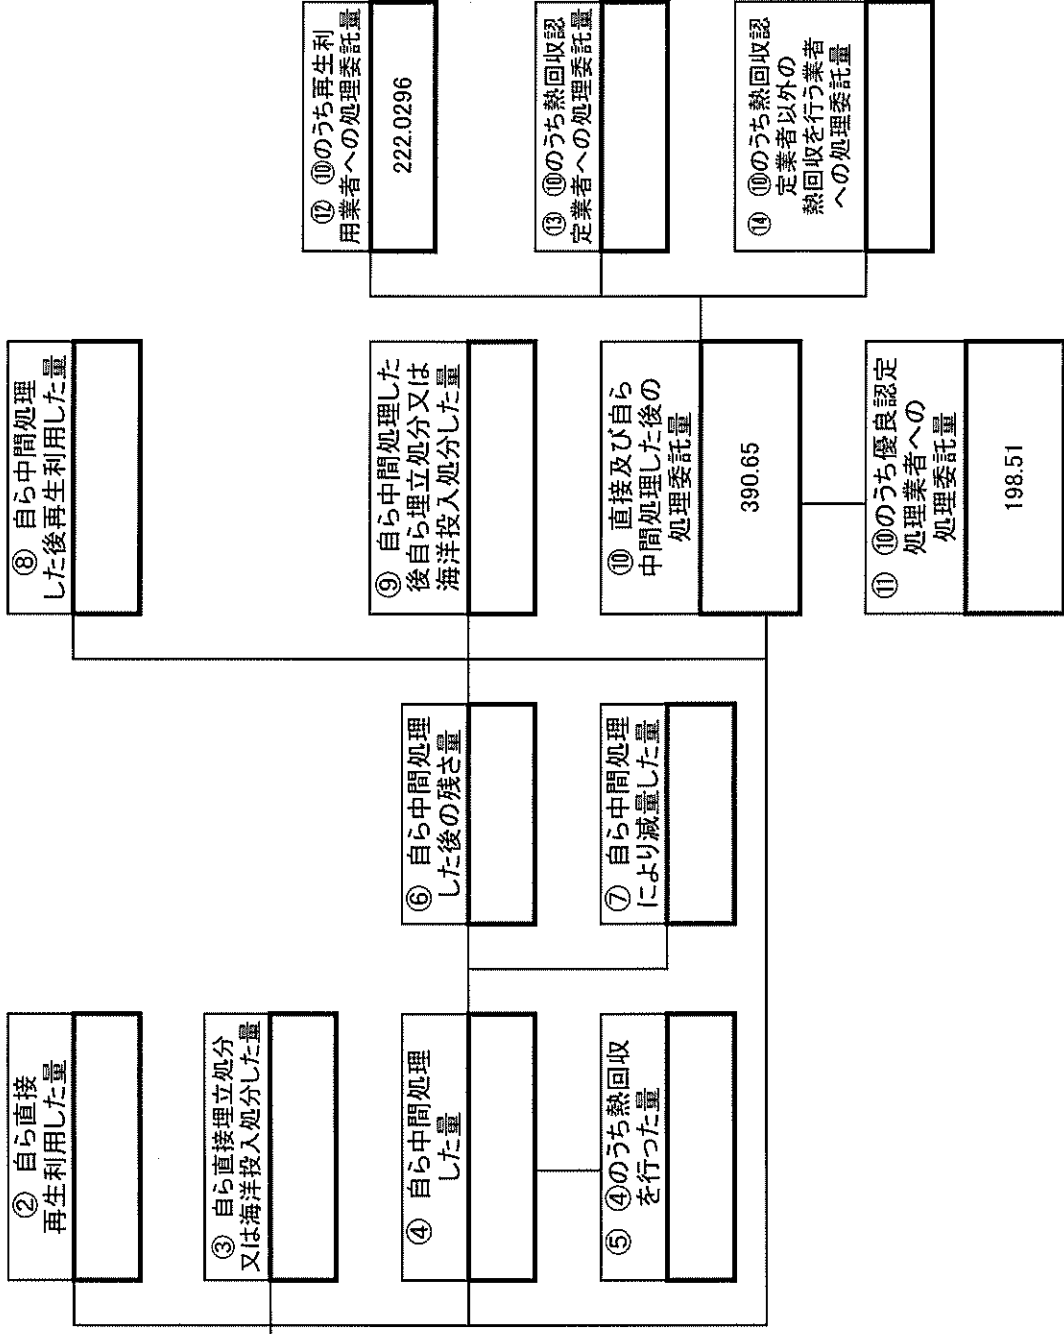 ② 自ら直接
再生利用した量
③ 自ら直接埋立処分
又は海洋投入処分した量
④ 自ら中間処理
した量
⑤ ④のうち熱回収
を行った量
⑥ 自ら中間処理
した後の残さ量
⑦ 自ら中間処理
により減量した量
⑧ 自ら中間処理
した後再生利用した量
⑨ 自ら中間処理した
後自ら埋立処分又は
海洋投入処分した量
⑩ 直接及び自ら
中間処理した後の
処理委託量
390.65
⑪ ⑩のうち優良認定
処理業者への
処理委託量
198.51
⑫ ⑩のうち再生利
用業者への処理委託量
222.0296
⑬ ⑩のうち熱回収認
定業者への処理委託量
⑭ ⑩のうち熱回収認
定業者以外の
熱回収を行う業者
への処理委託量